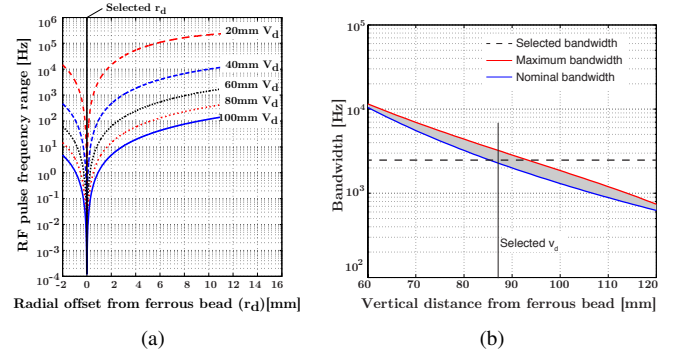 Selected r_d
10^6
10^5
10^4
10^3
10^2
10^1
10^0
10^-1
10^-2
10^-3
10^-4
RF pulse frequency range [Hz]
20mm V_d
40mm V_d
60mm V_d
80mm V_d
100mm V_d
-2 0 2 4 6 8 10 12 14 16
Radial offset from ferrous bead (r_d)[mm]
(a)
10^5
10^4
10^3
10^2
Bandwidth [Hz]
Selected bandwidth
Maximum bandwidth
Nominal bandwidth
Selected v_d
60 70 80 90 100 110 120
Vertical distance from ferrous bead [mm]
(b)